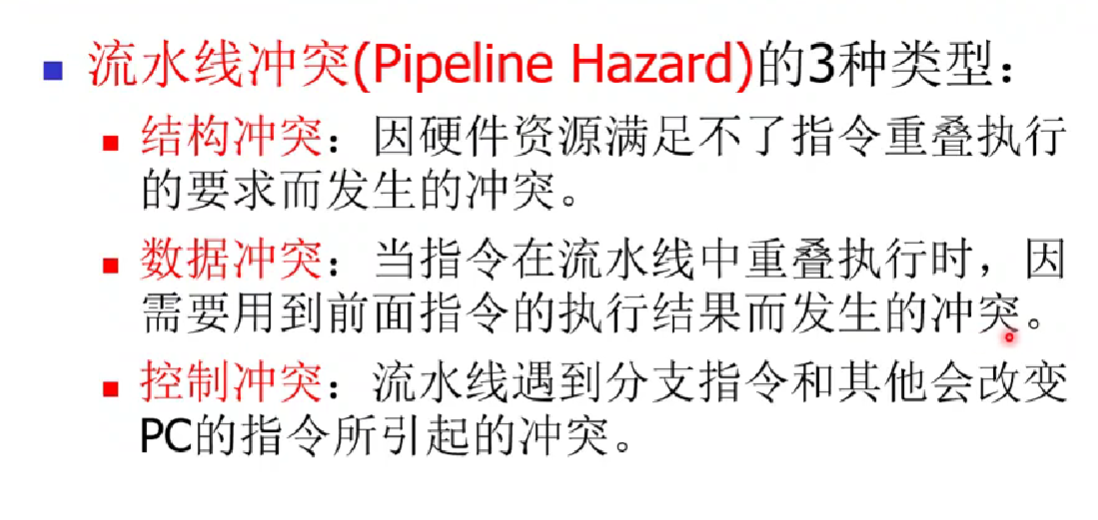 流水线冲突(Pipeline Hazard)的3种类型：
结构冲突：因硬件资源满足不了指令重叠执行
的要求而发生的冲突。
数据冲突：当指令在流水线中重叠执行时，因
需要用到前面指令的执行结果而发生的冲突。
控制冲突：流水线遇到分支指令和其他会改变
PC的指令所引起的冲突。